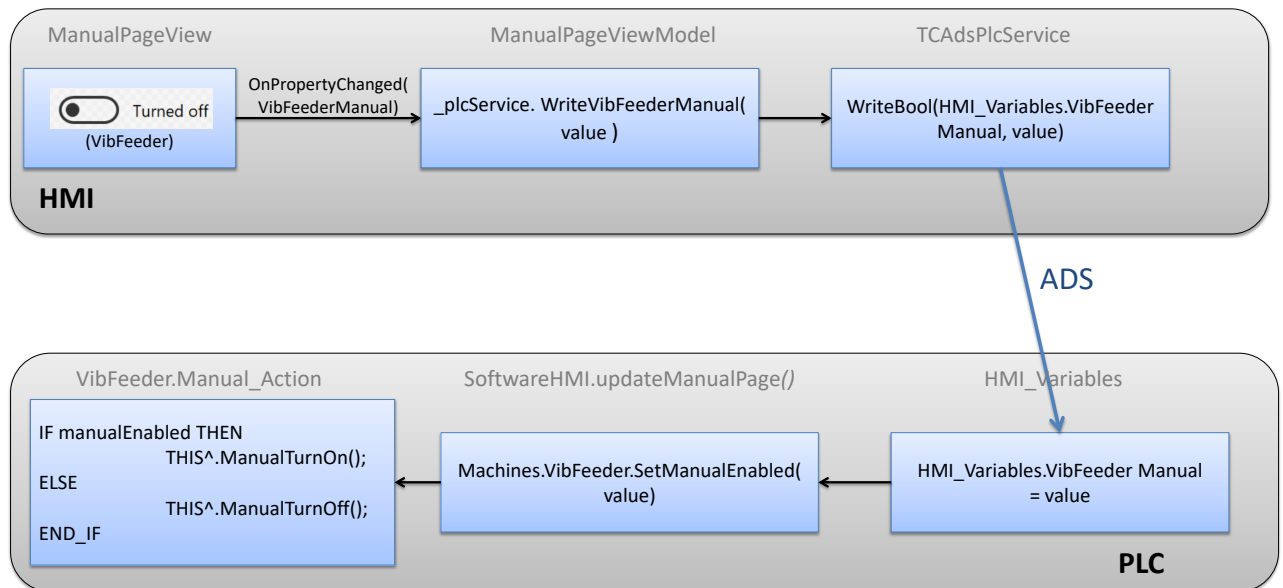 ManualPageView
ManualPageViewModel
TCAdsPlcService
Turned off
(VibFeeder)
OnPropertyChanged(
VibFeederManual)
_plcService. WriteVibFeederManual(
value )
WriteBool(HMI_Variables.VibFeeder
Manual, value)
HMI
ADS
VibFeeder.Manual_Action
SoftwareHMI.updateManualPage()
HMI_Variables
IF manualEnabled THEN
THIS^.ManualTurnOn();
ELSE
THIS^.ManualTurnOff();
END_IF
Machines.VibFeeder.SetManualEnabled(
value)
HMI_Variables.VibFeeder Manual
= value
PLC